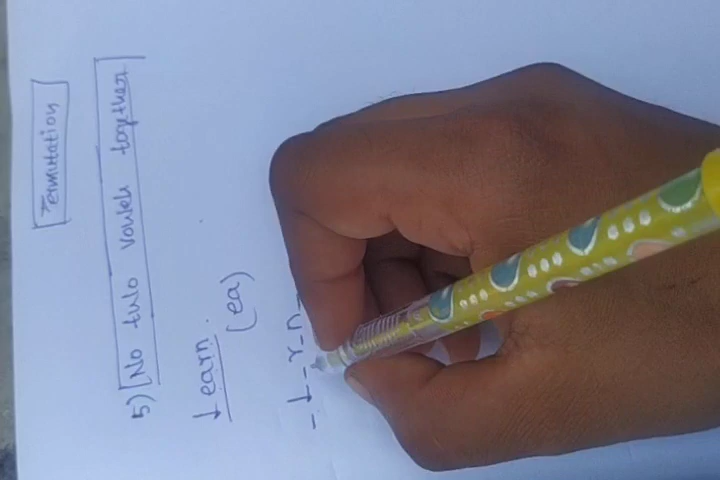 Permutation
5) No two vowels together
Learn.
(ea)
- L - r - n -